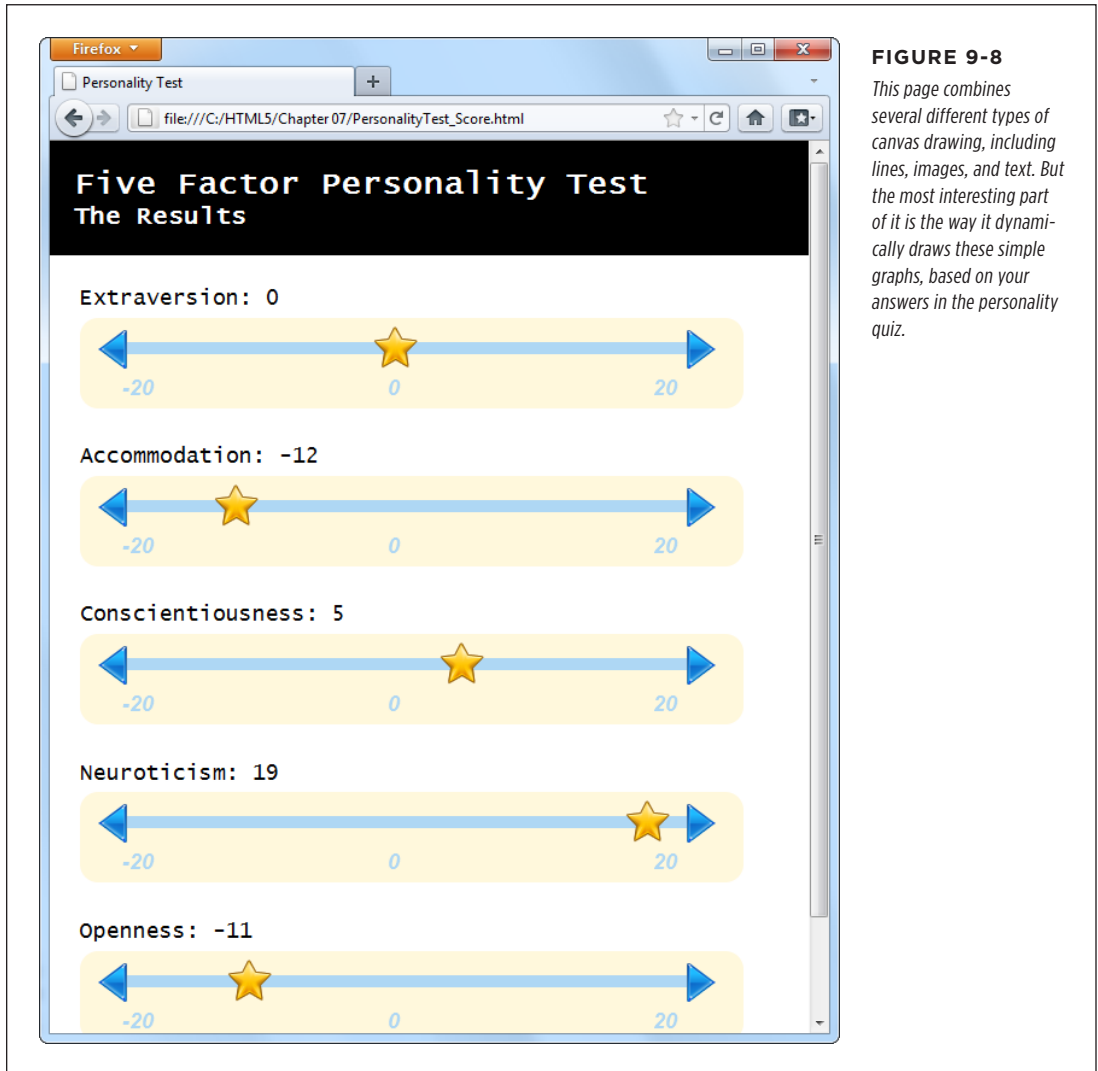 Firefox
Personality Test
file:///C:/HTML5/Chapter 07/PersonalityTest_Score.html
Five Factor Personality Test
The Results
Extraversion: 0
-20 0 20
Accommodation: -12
-20 0 20
Conscientiousness: 5
-20 0 20
Neuroticism: 19
-20 0 20
Openness: -11
-20 0 20
FIGURE 9-8
This page combines
several different types of
canvas drawing, including
lines, images, and text. But
the most interesting part
of it is the way it dynami-
cally draws these simple
graphs, based on your
answers in the personality
quiz.